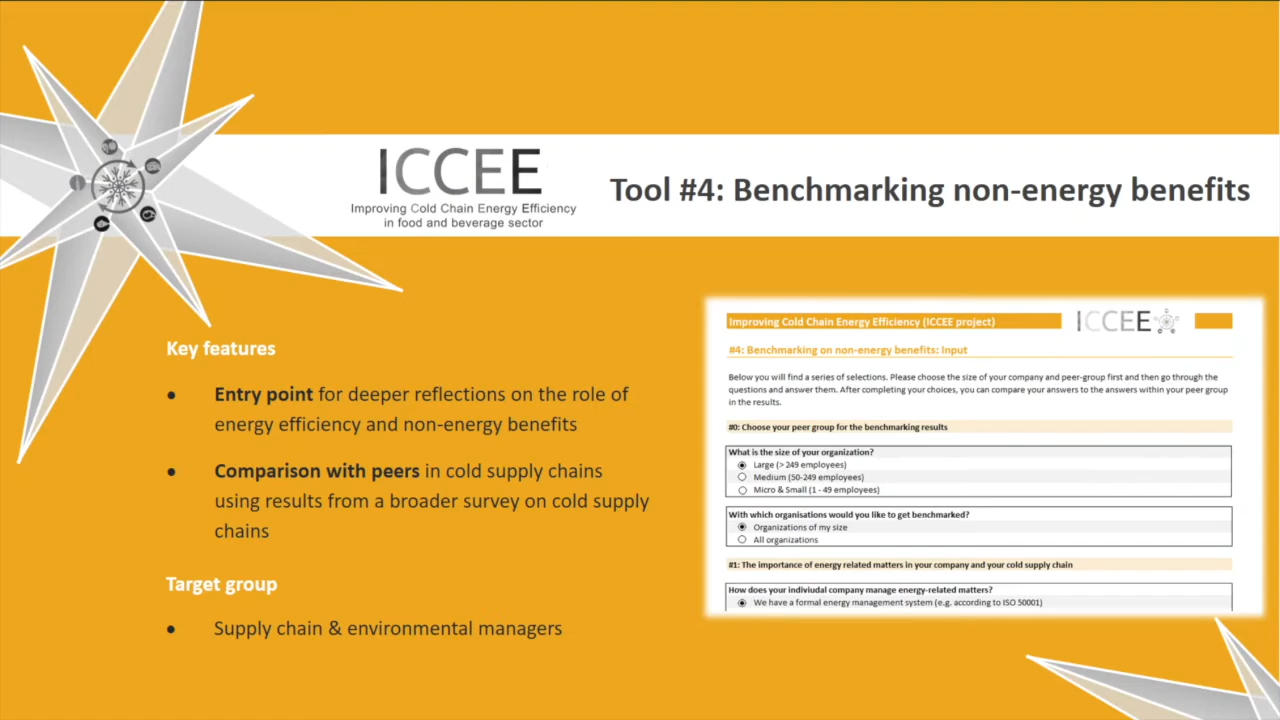 ICCEE
Improving Cold Chain Energy Efficiency
in food and beverage sector
Tool #4: Benchmarking non-energy benefits
Key features
● Entry point for deeper reflections on the role of
energy efficiency and non-energy benefits
● Comparison with peers in cold supply chains
using results from a broader survey on cold supply
chains
Target group
● Supply chain & environmental managers
Improving Cold Chain Energy Efficiency (ICCEE project)
ICCEE
#4: Benchmarking on non-energy benefits: Input
Below you will find a series of selections. Please choose the size of your company and peer-group first and then go through the
questions and answer them. After completing your choices, you can compare your answers to the answers within your peer group
in the results.
#0: Choose your peer group for the benchmarking results
What is the size of your organization?
Large (> 249 employees)
Medium (50-249 employees)
Micro & Small (1 - 49 employees)
With which organisations would you like to get benchmarked?
Organizations of my size
All organizations
#1: The importance of energy related matters in your company and your cold supply chain
How does your indiviudal company manage energy-related matters?
We have a formal energy management system (e.g. according to ISO 50001)